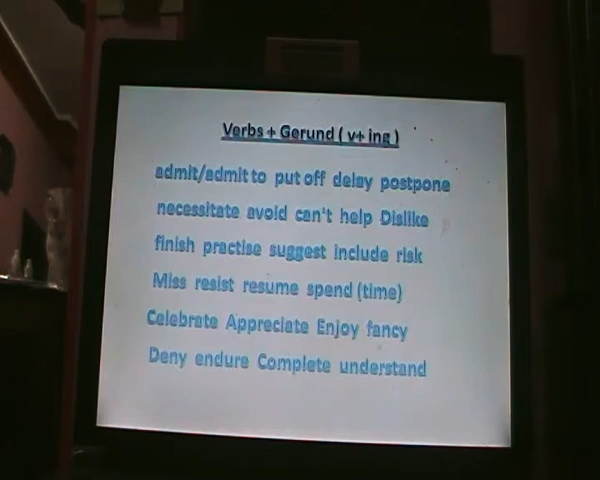 Verbs + Gerund ( v+ ing )
admit/admit to put off delay postpone
necessitate avoid can't help Dislike
finish practise suggest include risk
Miss resist resume spend (time)
Celebrate Appreciate Enjoy fancy
Deny endure Complete understand